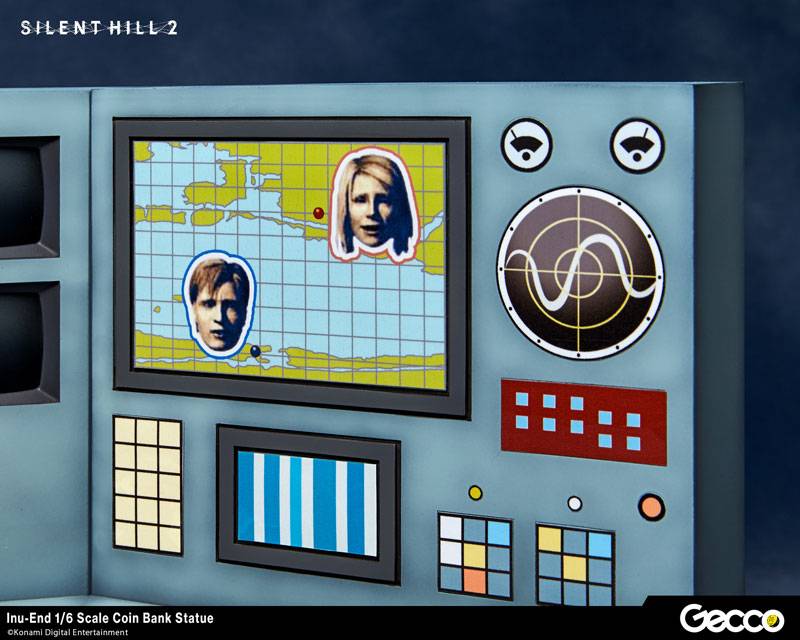 SILENT HILL 2
Inu-End 1/6 Scale Coin Bank Statue
©Konami Digital Entertainment
Gecco